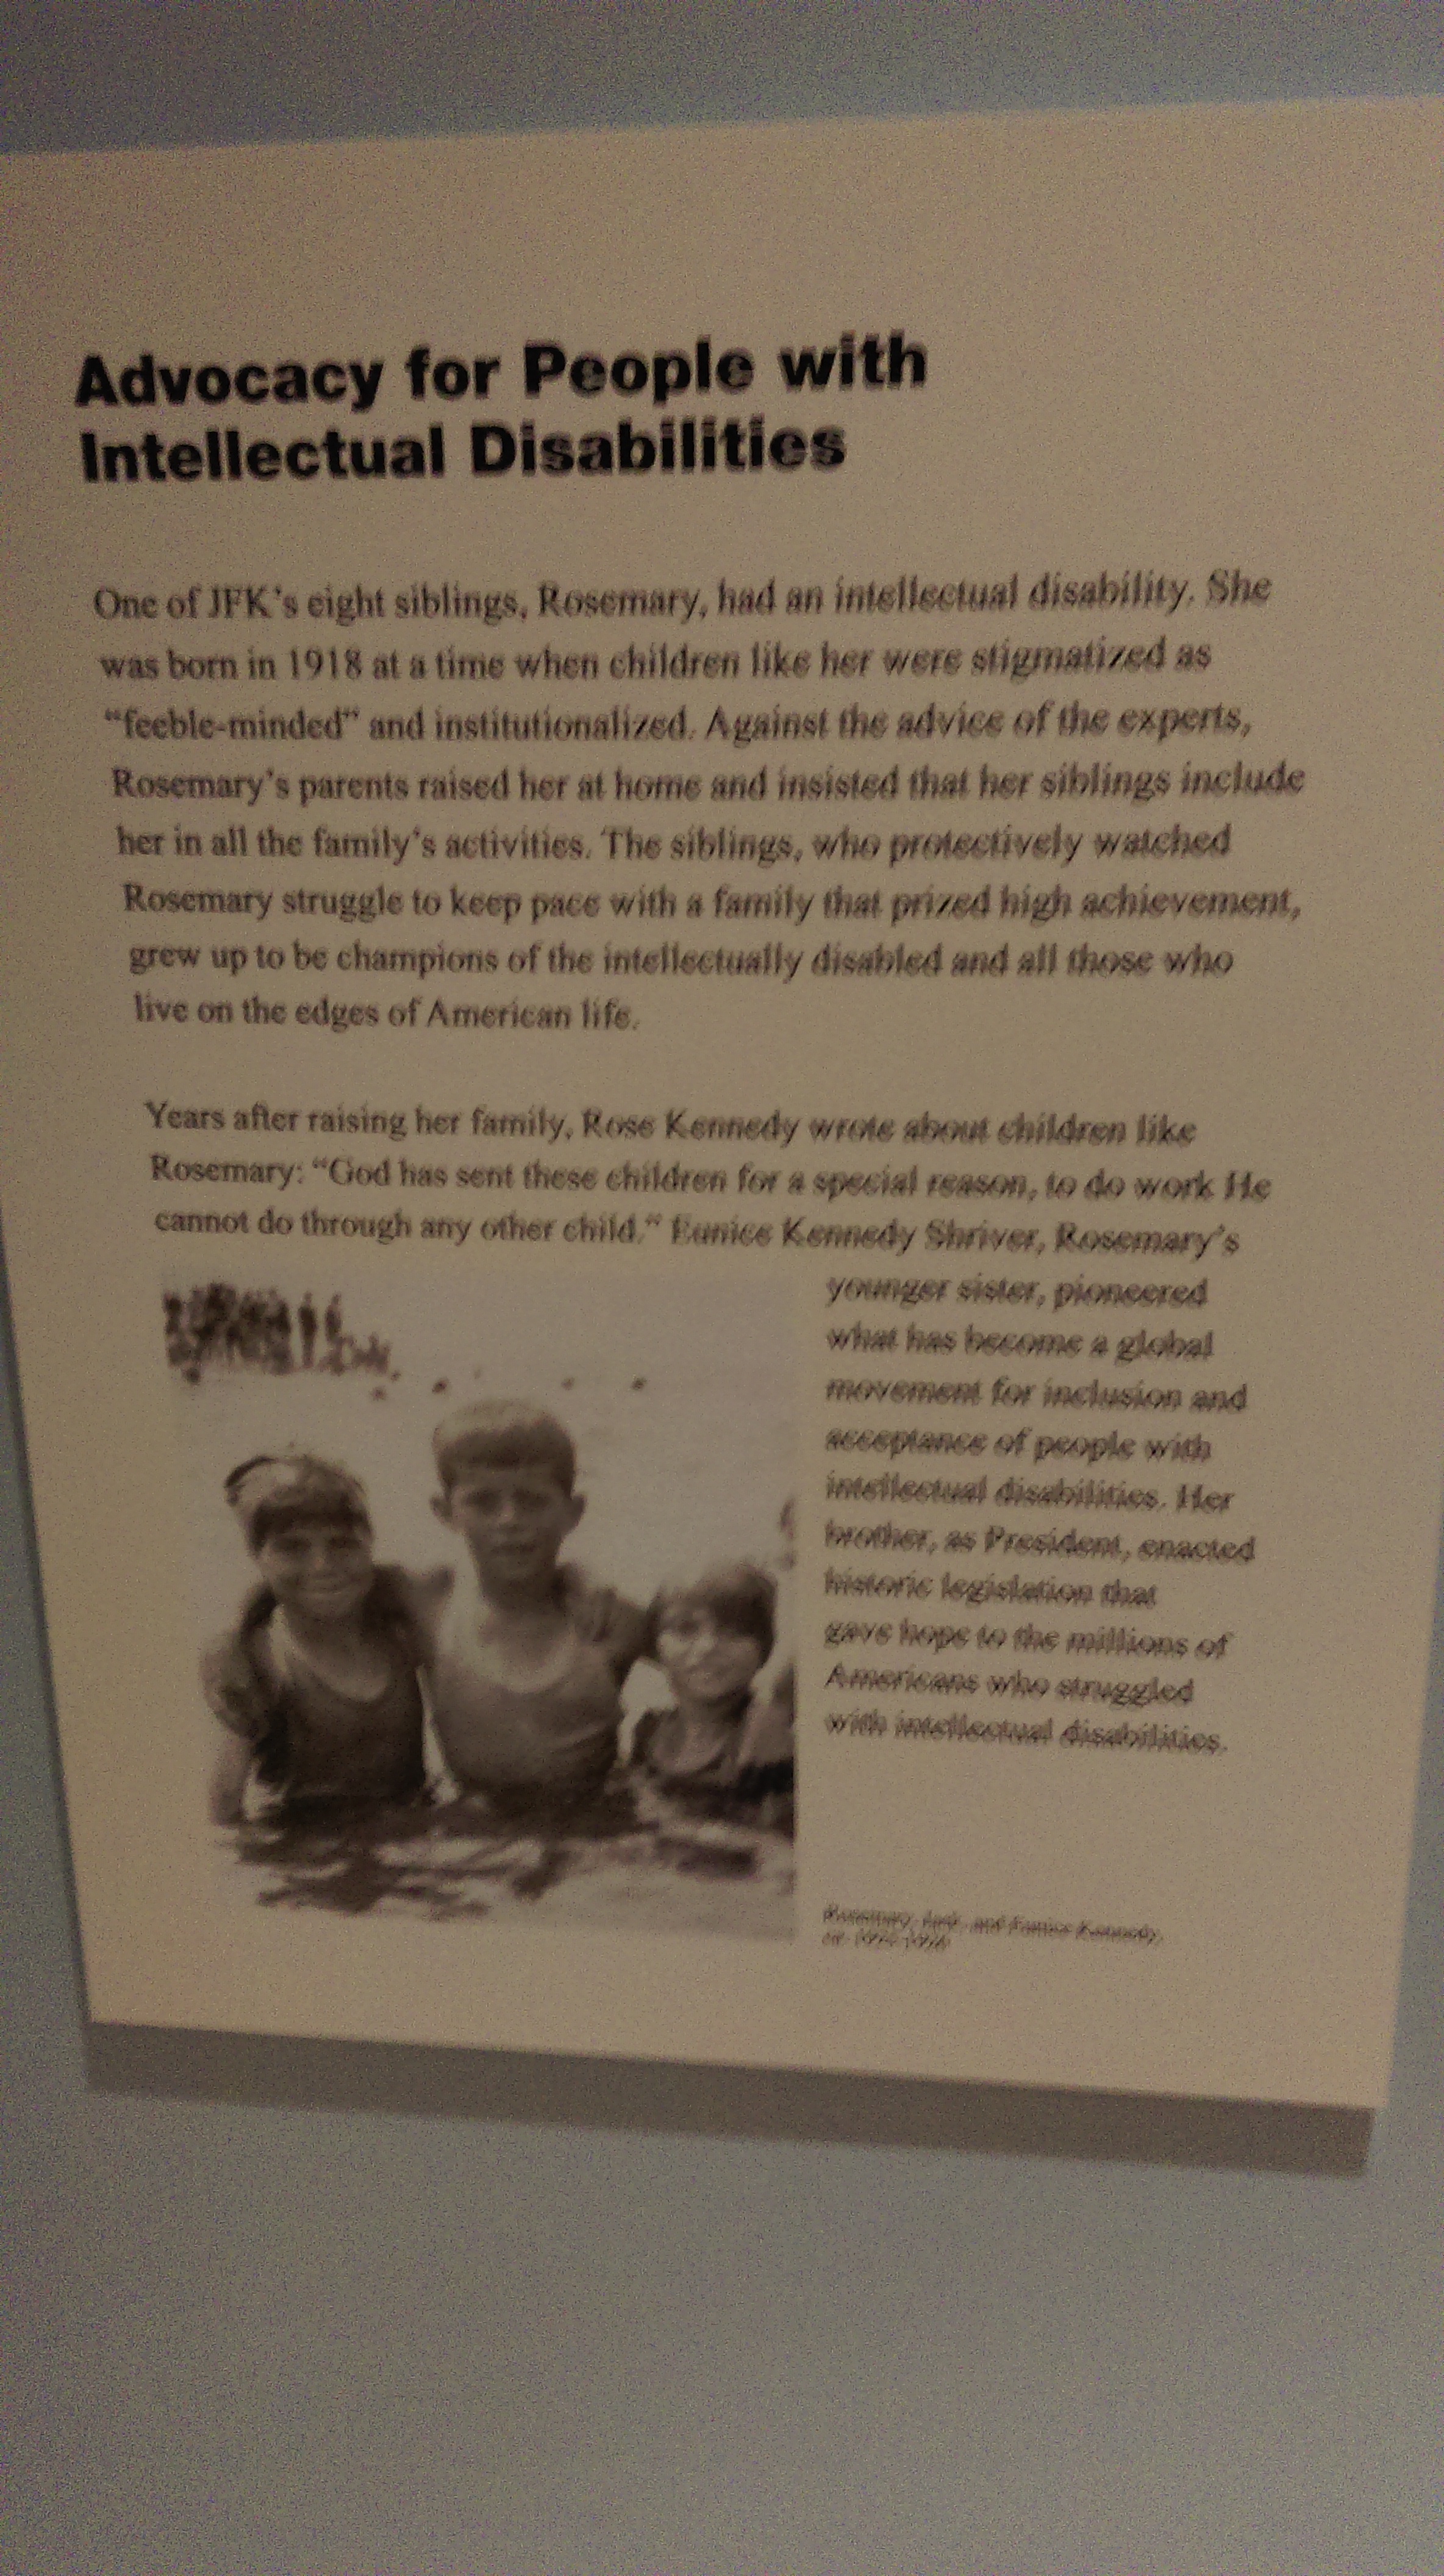 Advocacy for People with
Intellectual Disabilities
One of JFK's eight siblings, Rosemary, had an intellectual disability. She
was born in 1918 at a time when children like her were stigmatized as
“feeble-minded” and institutionalized. Against the advice of the experts,
Rosemary's parents raised her at home and insisted that her siblings include
her in all the family's activities. The siblings, who protectively watched
Rosemary struggle to keep pace with a family that prized high achievement,
grew up to be champions of the intellectually disabled and all those who
live on the edges of American life.
Years after raising her family, Rose Kennedy wrote about children like
Rosemary: “God has sent these children for a special reason, to do work He
cannot do through any other child.” Eunice Kennedy Shriver, Rosemary's
younger sister, pioneered
what has become a global
movement for inclusion and
acceptance of people with
intellectual disabilities. Her
brother, as President, enacted
historic legislation that
gave hope to the millions of
Americans who struggled
with intellectual disabilities.
Rosemary, Jack, and Eunice Kennedy,